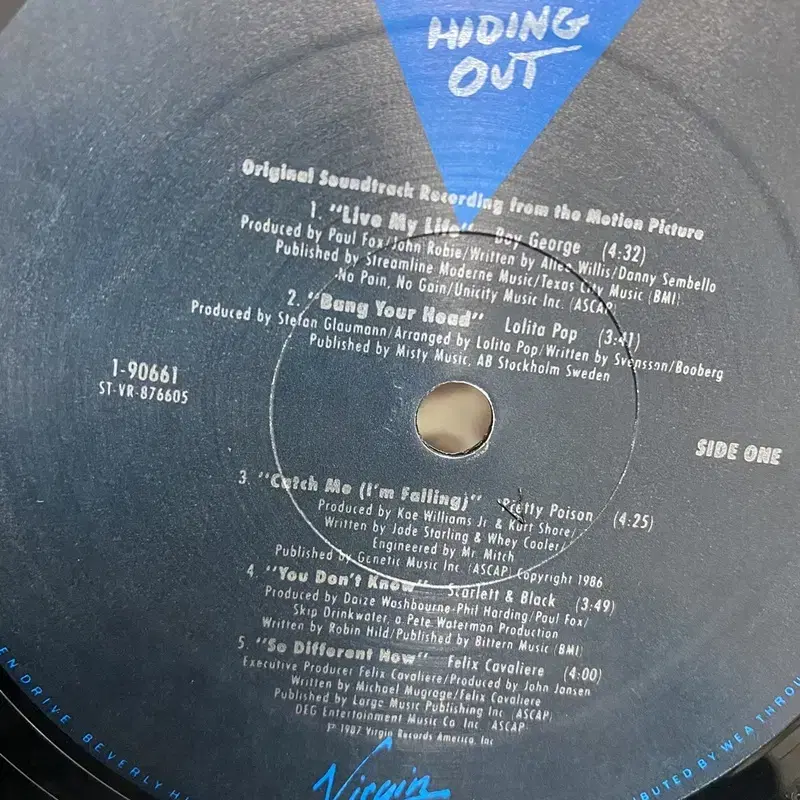 HIDING
OUT
Original Soundtrack Recording from the Motion Picture
1. "Live My Life" Boy George (4:32)
Produced by Paul Fox/John Robie/Written by Allee Willis/Danny Sembello
Published by Streamline Moderne Music/Texas City Music (BMI)
No Pain, No Gain/Unicity Music Inc. (ASCAP)
2. "Bang Your Head" Lolita Pop (3:41)
Produced by Stefan Glaumann/Arranged by Lolita Pop/Written by Svensson/Booberg
Published by Misty Music, AB Stockholm Sweden
1-90661
ST-VR-876605
SIDE ONE
3. "Catch Me (I'm Falling)" Pretty Poison (4:25)
Produced by Kae Williams Jr & Kurt Shore/
Written by Jade Starling & Whey Cooler/
Engineered by Mr. Mitch
Published by Genetic Music Inc. (ASCAP) Copyright 1986
4. "You Don't Know" Scarlett & Black (3:49)
Produced by Daize Washbourne-Phil Harding/Paul Fox/
Skip Drinkwater, a Pete Waterman Production
Written by Robin Hild/Published by Bittern Music (BMI)
5. "So Different Now" Felix Cavaliere (4:00)
Executive Producer Felix Cavaliere/Produced by John Jansen
Written by Michael Mugrage/Felix Cavaliere
Published by Large Music Publishing Inc (ASCAP)
DEG Entertainment Music Co Inc (ASCAP)
℗ 1987 Virgin Records America, Inc
Virgin
EN DRIVE, BEVERLY HI
BUTED BY WEA THROU